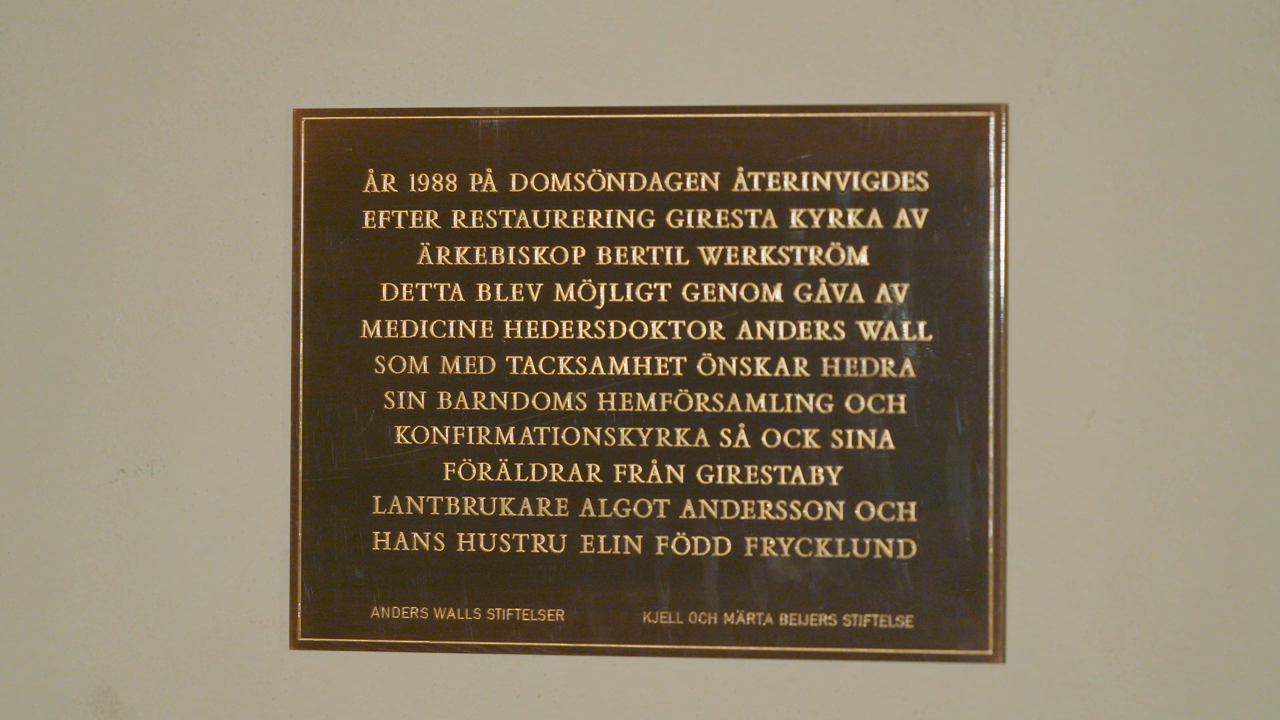 ÅR 1988 PÅ DOMSÖNDAGEN ÅTERINVIGDES
EFTER RESTAURERING GIRESTA KYRKA AV
ÄRKEBISKOP BERTIL WERKSTRÖM
DETTA BLEV MÖJLIGT GENOM GÅVA AV
MEDICINE HEDERSDOKTOR ANDERS WALL
SOM MED TACKSAMHET ÖNSKAR HEDRA
SIN BARNDOMS HEMFÖRSAMLING OCH
KONFIRMATIONSKYRKA SÅ OCK SINA
FÖRÄLDRAR FRÅN GIRESTABY
LANTBRUKARE ALGOT ANDERSSON OCH
HANS HUSTRU ELIN FÖDD FRYCKLUND
ANDERS WALLS STIFTELSER KJELL OCH MÄRTA BEIJERS STIFTELSE